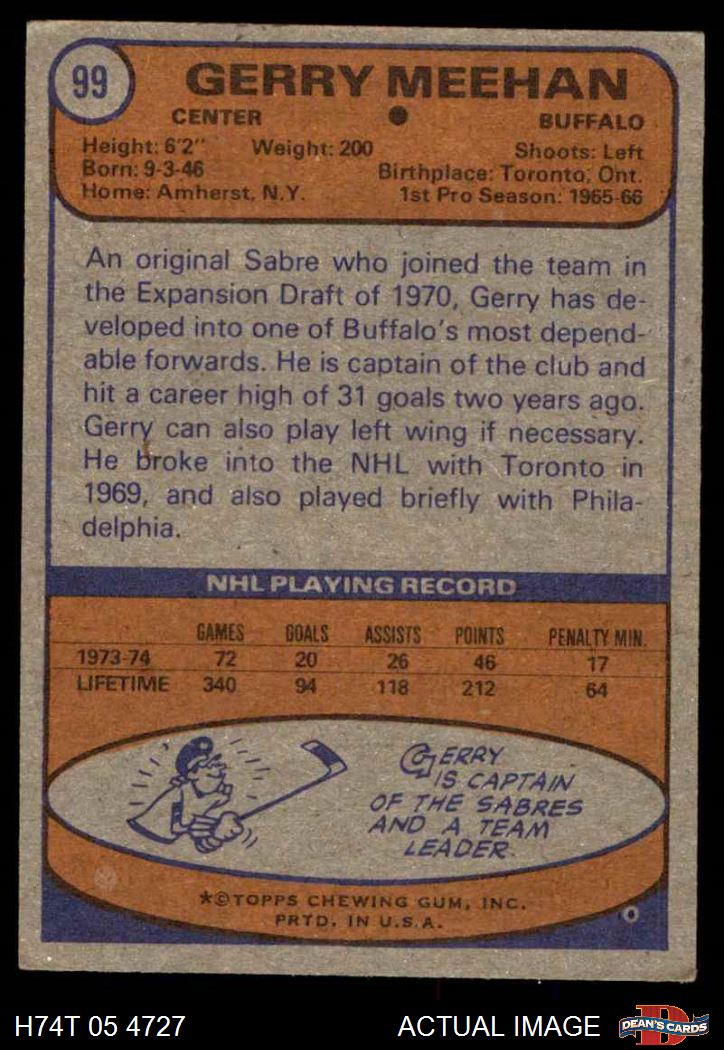 99
GERRY MEEHAN
CENTER
BUFFALO
Height: 6'2" Weight: 200 Shoots: Left
Born: 9-3-46 Birthplace: Toronto, Ont.
Home: Amherst, N.Y. 1st Pro Season: 1965-66
An original Sabre who joined the team in
the Expansion Draft of 1970, Gerry has de-
veloped into one of Buffalo's most depend-
able forwards. He is captain of the club and
hit a career high of 31 goals two years ago.
Gerry can also play left wing if necessary.
He broke into the NHL with Toronto in
1969, and also played briefly with Phila-
delphia.
NHL PLAYING RECORD
GAMES GOALS ASSISTS POINTS PENALTY MIN.
1973-74 72 20 26 46 17
LIFETIME 340 94 118 212 64
GERRY
IS CAPTAIN
OF THE SABRES
AND A TEAM
LEADER.
*©TOPPS CHEWING GUM, INC.
PRTD. IN U.S.A.
H74T 05 4727 ACTUAL IMAGE
D
DEAN'S CARDS